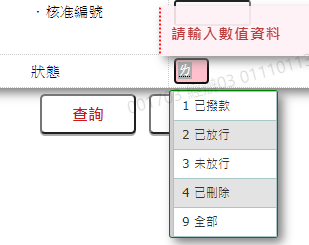 · 核准編號
請輸入數值資料
狀態
ㄌ
查詢
1 已撥款
2 已放行
3 未放行
4 已刪除
9 全部